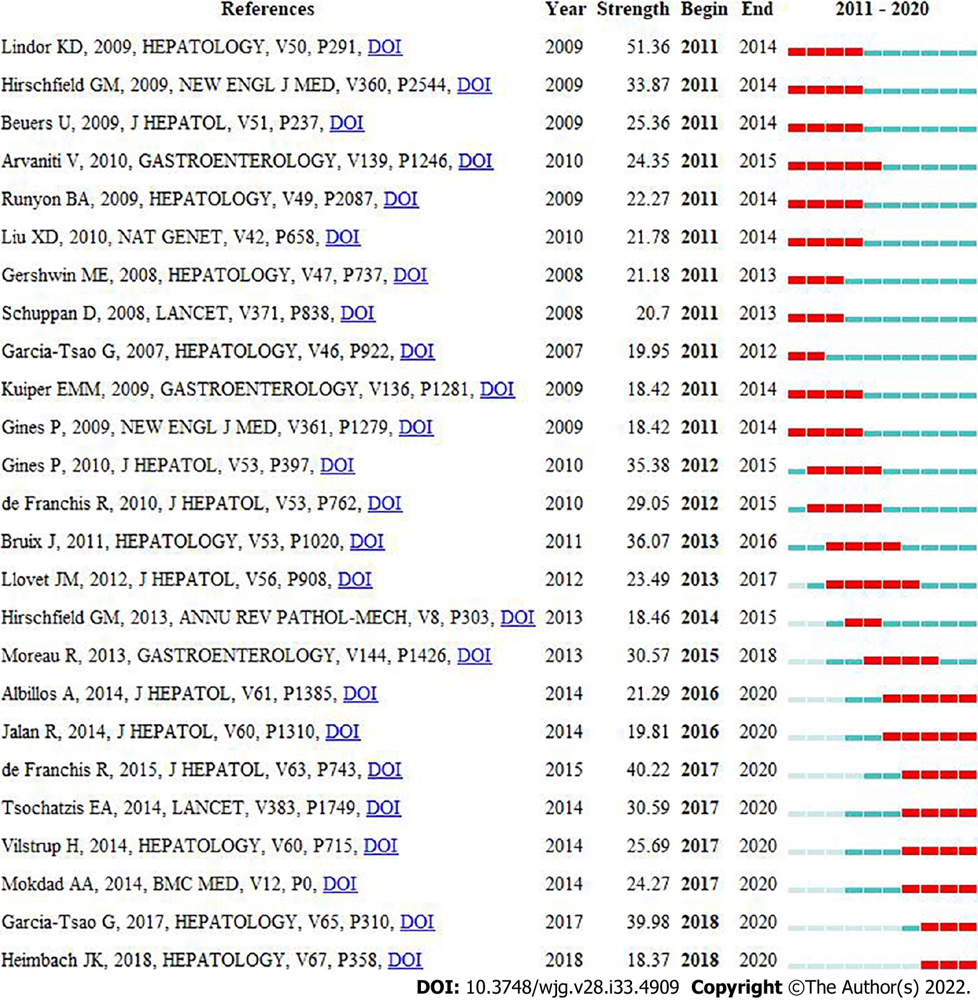 References Year Strength Begin End 2011 - 2020
Lindor KD, 2009, HEPATOLOGY, V50, P291, DOI 2009 51.36 2011 2014
Hirschfield GM, 2009, NEW ENGL J MED, V360, P2544, DOI 2009 33.87 2011 2014
Beuers U, 2009, J HEPATOL, V51, P237, DOI 2009 25.36 2011 2014
Arvaniti V, 2010, GASTROENTEROLOGY, V139, P1246, DOI 2010 24.35 2011 2015
Runyon BA, 2009, HEPATOLOGY, V49, P2087, DOI 2009 22.27 2011 2014
Liu XD, 2010, NAT GENET, V42, P658, DOI 2010 21.78 2011 2014
Gershwin ME, 2008, HEPATOLOGY, V47, P737, DOI 2008 21.18 2011 2013
Schuppan D, 2008, LANCET, V371, P838, DOI 2008 20.7 2011 2013
Garcia-Tsao G, 2007, HEPATOLOGY, V46, P922, DOI 2007 19.95 2011 2012
Kuiper EMM, 2009, GASTROENTEROLOGY, V136, P1281, DOI 2009 18.42 2011 2014
Gines P, 2009, NEW ENGL J MED, V361, P1279, DOI 2009 18.42 2011 2014
Gines P, 2010, J HEPATOL, V53, P397, DOI 2010 35.38 2012 2015
de Franchis R, 2010, J HEPATOL, V53, P762, DOI 2010 29.05 2012 2015
Bruix J, 2011, HEPATOLOGY, V53, P1020, DOI 2011 36.07 2013 2016
Llovet JM, 2012, J HEPATOL, V56, P908, DOI 2012 23.49 2013 2017
Hirschfield GM, 2013, ANNU REV PATHOL-MECH, V8, P303, DOI 2013 18.46 2014 2015
Moreau R, 2013, GASTROENTEROLOGY, V144, P1426, DOI 2013 30.57 2015 2018
Albillos A, 2014, J HEPATOL, V61, P1385, DOI 2014 21.29 2016 2020
Jalan R, 2014, J HEPATOL, V60, P1310, DOI 2014 19.81 2016 2020
de Franchis R, 2015, J HEPATOL, V63, P743, DOI 2015 40.22 2017 2020
Tsochatzis EA, 2014, LANCET, V383, P1749, DOI 2014 30.59 2017 2020
Vilstrup H, 2014, HEPATOLOGY, V60, P715, DOI 2014 25.69 2017 2020
Mokdad AA, 2014, BMC MED, V12, P0, DOI 2014 24.27 2017 2020
Garcia-Tsao G, 2017, HEPATOLOGY, V65, P310, DOI 2017 39.98 2018 2020
Heimbach JK, 2018, HEPATOLOGY, V67, P358, DOI 2018 18.37 2018 2020
DOI: 10.3748/wjg.v28.i33.4909 Copyright ©The Author(s) 2022.